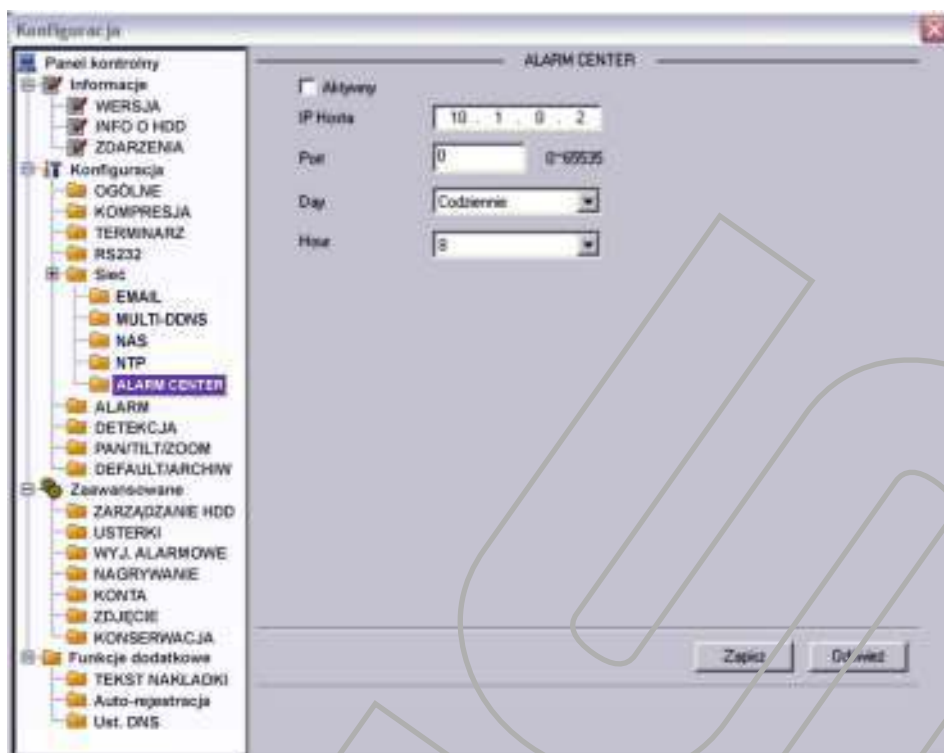 Konfiguracja
Panel kontrolny
Informacje
WERSJA
INFO O HDD
ZDARZENIA
Konfiguracja
OGÓLNE
KOMPRESJA
TERMINARZ
RS232
Sieć
EMAIL
MULTI-DDNS
NAS
NTP
ALARM CENTER
ALARM
DETEKCJA
PAN/TILT/ZOOM
DEFAULT/ARCHIW
Zaawansowane
ZARZĄDZANIE HDD
USTERKI
WYJ. ALARMOWE
NAGRYWANIE
KONTA
ZDJĘCIE
KONSERWACJA
Funkcje dodatkowe
TEKST NAKŁADKI
Auto-rejestracja
Ust. DNS
ALARM CENTER
Aktywny
IP Hosta 10 . 1 . 0 . 2
Port 0 0~65535
Day Codziennie
Hour 8
Zapisz Odśwież